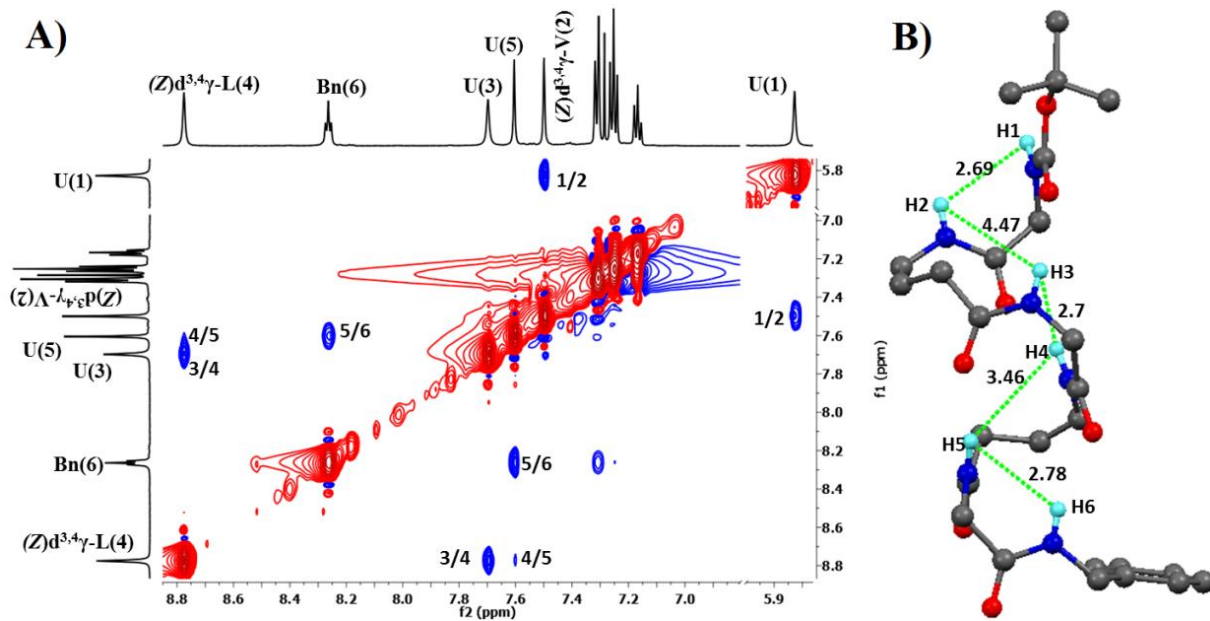 A)
(Z)d3,4γ-L(4)
Bn(6)
U(3)
U(5)
(Z)d3,4γ-V(2)
U(1)
U(1)
(Z)d3,4γ-V(2)
U(5)
U(3)
Bn(6)
(Z)d3,4γ-L(4)
1/2
1/2
4/5
3/4
5/6
5/6
3/4
4/5
5.8
7.0
7.2
7.4
7.6
7.8
8.0
8.2
8.4
8.6
8.8
f1 (ppm)
8.8 8.6 8.4 8.2 8.0 7.8 7.6 7.4 7.2 7.0 5.9
f2 (ppm)
B)
H1
2.69
H2
4.47
H3
2.7
H4
3.46
H5
2.78
H6